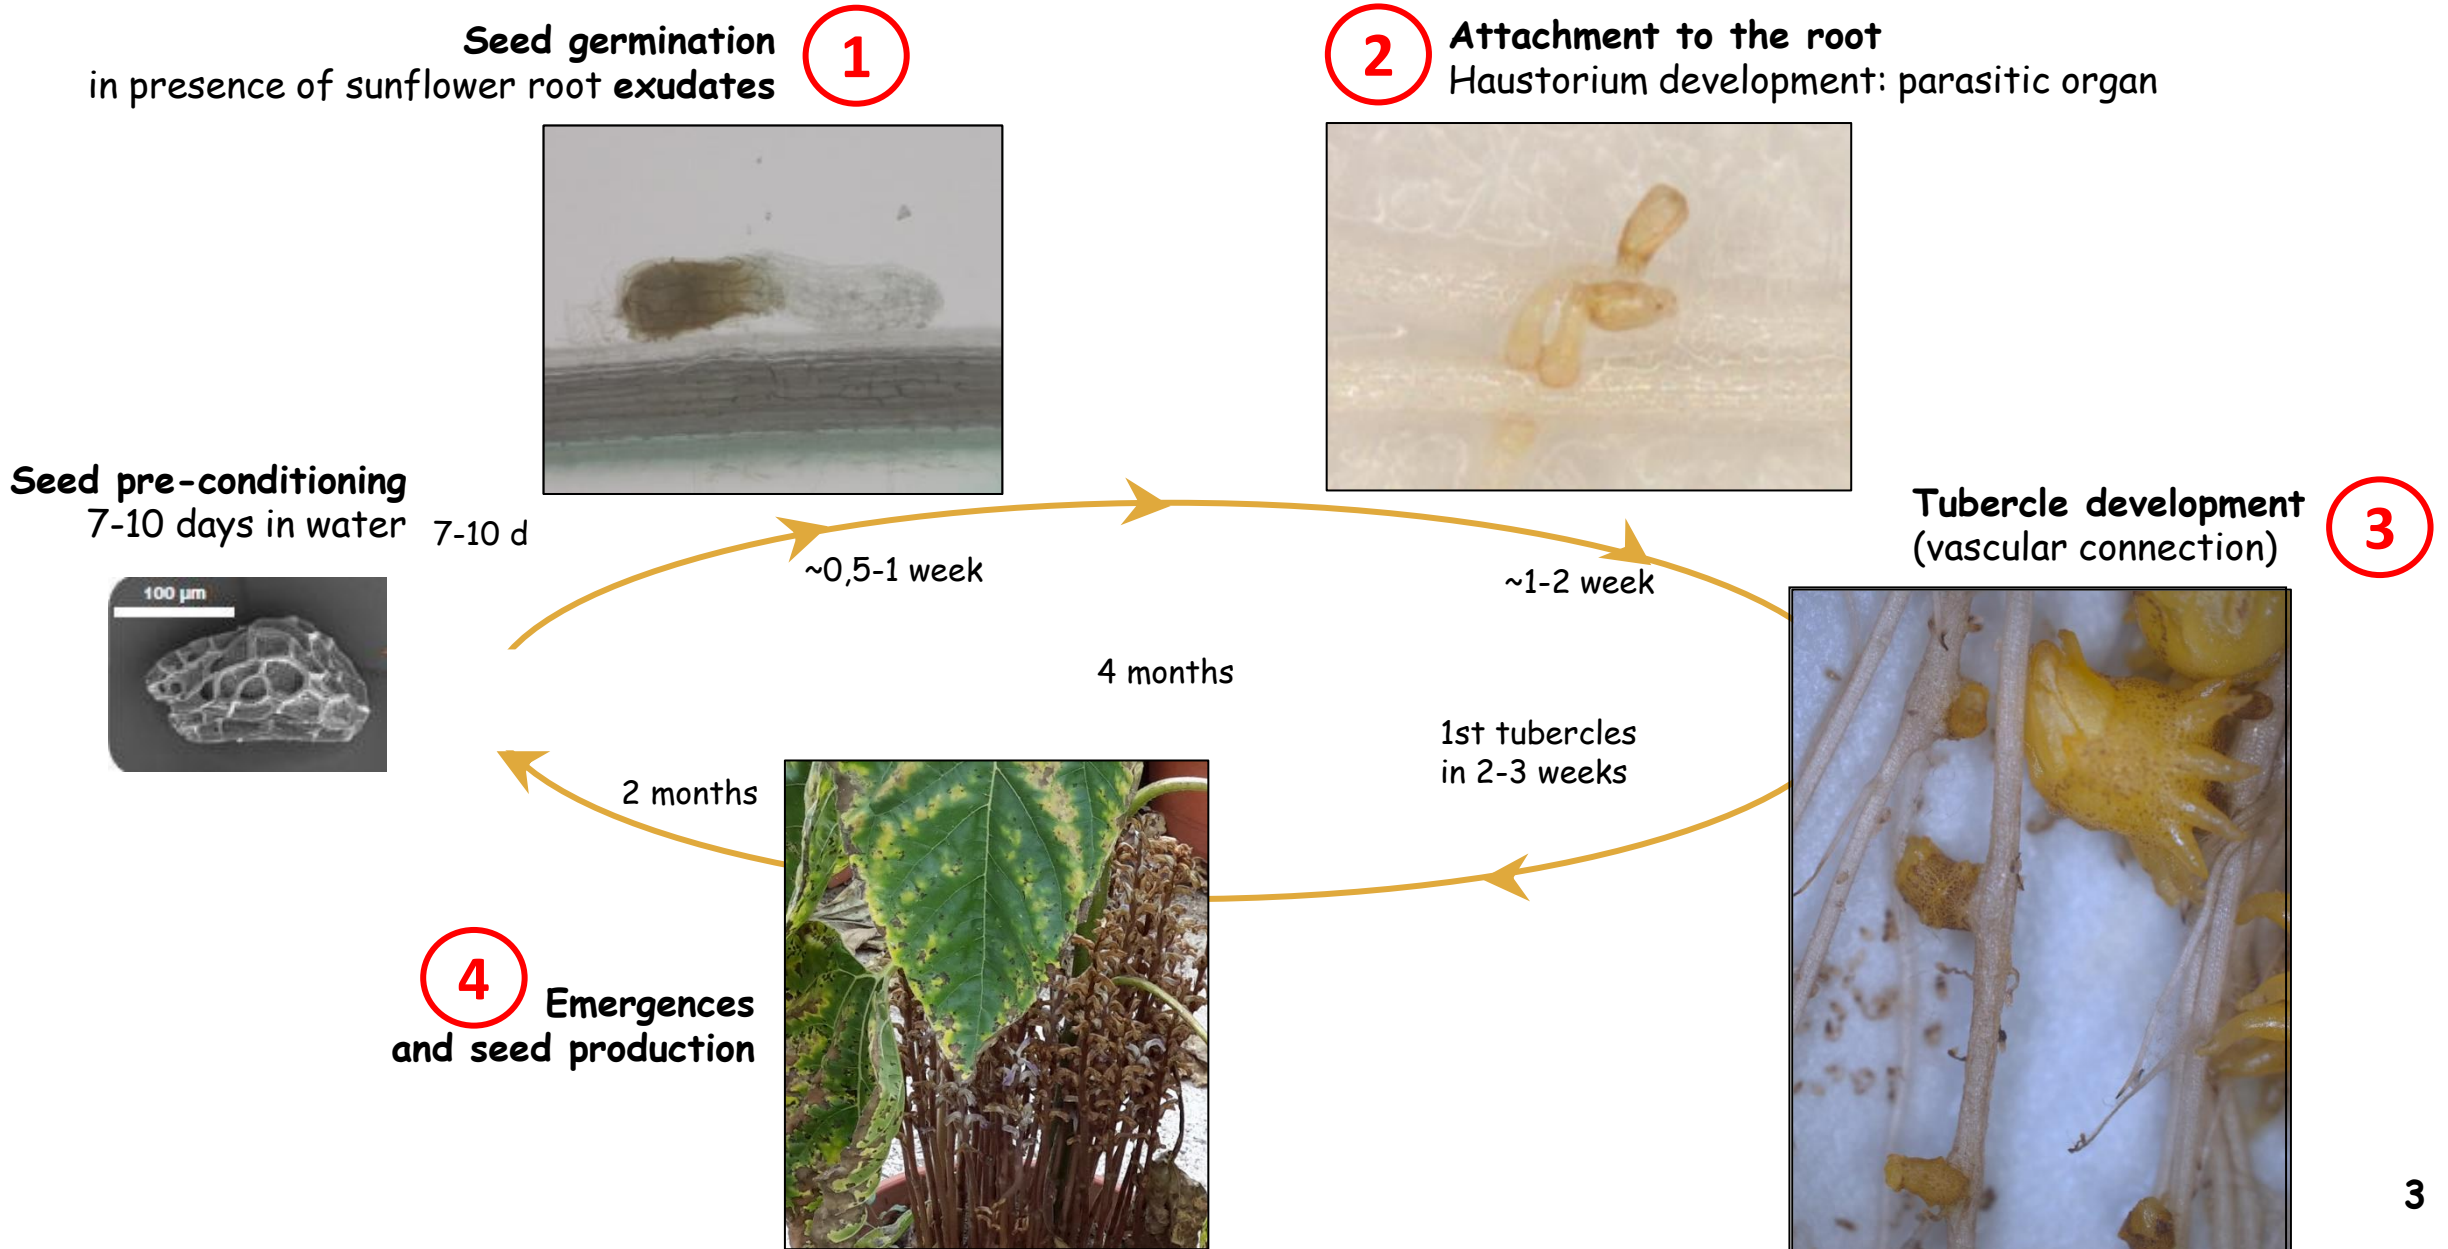 Seed germination
in presence of sunflower root exudates
1
2
Attachment to the root
Haustorium development: parasitic organ
Seed pre-conditioning
7-10 days in water
7-10 d
100 µm
~0,5-1 week
~1-2 week
Tubercle development
(vascular connection)
3
4 months
1st tubercles
in 2-3 weeks
2 months
4
Emergences
and seed production
3